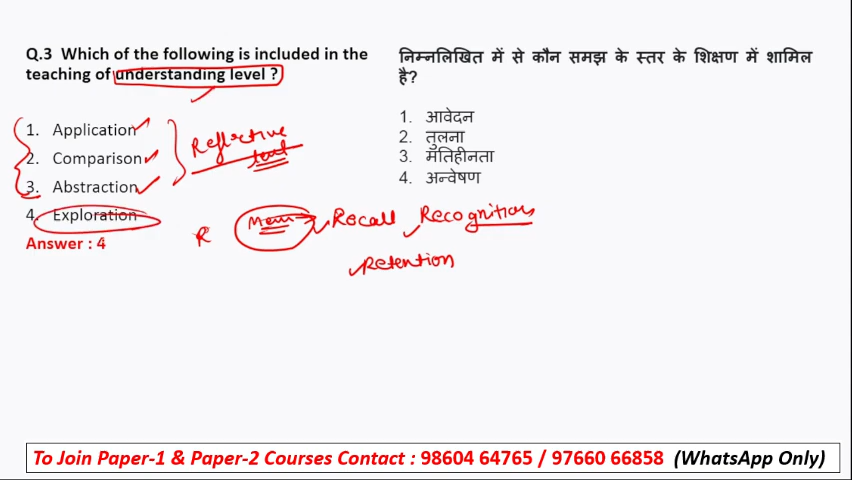 Q.3 Which of the following is included in the
teaching of understanding level ?
1. Application
2. Comparison
3. Abstraction
4. Exploration
Answer : 4
निम्नलिखित में से कौन समझ के स्तर के शिक्षण में शामिल
है?
1. आवेदन
2. तुलना
3. मतिहीनता
4. अन्वेषण
Reflective
R
Recall Recognition
Retention
To Join Paper-1 & Paper-2 Courses Contact : 98604 64765 / 97660 66858 (WhatsApp Only)